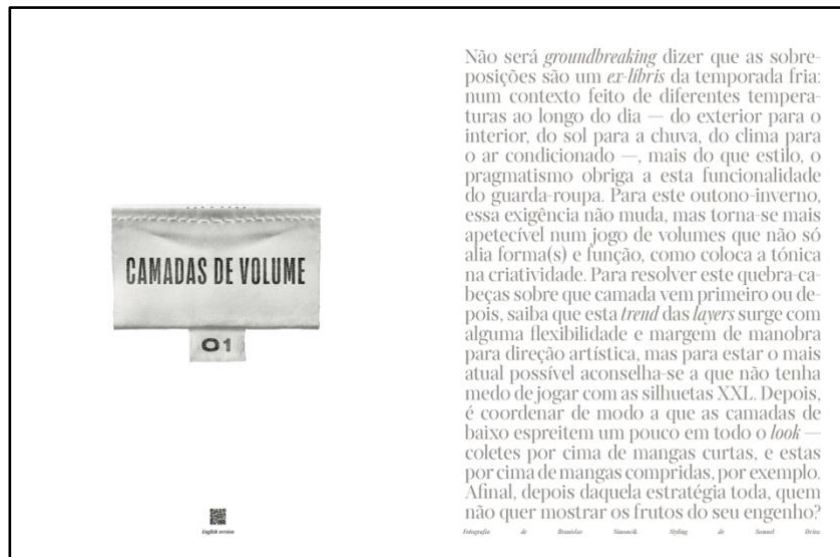 CAMADAS DE VOLUME
01
English version
Não será groundbreaking dizer que as sobre-
posições são um ex-líbris da temporada fria:
num contexto feito de diferentes tempera-
turas ao longo do dia — do exterior para o
interior, do sol para a chuva, do clima para
o ar condicionado —, mais do que estilo, o
pragmatismo obriga a esta funcionalidade
do guarda-roupa. Para este outono-inverno,
essa exigência não muda, mas torna-se mais
apetecível num jogo de volumes que não só
alia forma(s) e função, como coloca a tónica
na criatividade. Para resolver este quebra-ca-
beças sobre que camada vem primeiro ou de-
pois, saiba que esta trend das layers surge com
alguma flexibilidade e margem de manobra
para direção artística, mas para estar o mais
atual possível aconselha-se a que não tenha
medo de jogar com as silhuetas XXL. Depois,
é coordenar de modo a que as camadas de
baixo espreitem um pouco em todo o look —
coletes por cima de mangas curtas, e estas
por cima de mangas compridas, por exemplo.
Afinal, depois daquela estratégia toda, quem
não quer mostrar os frutos do seu engenho?
Fotografia de Branislav Simoncik Styling de Samuel